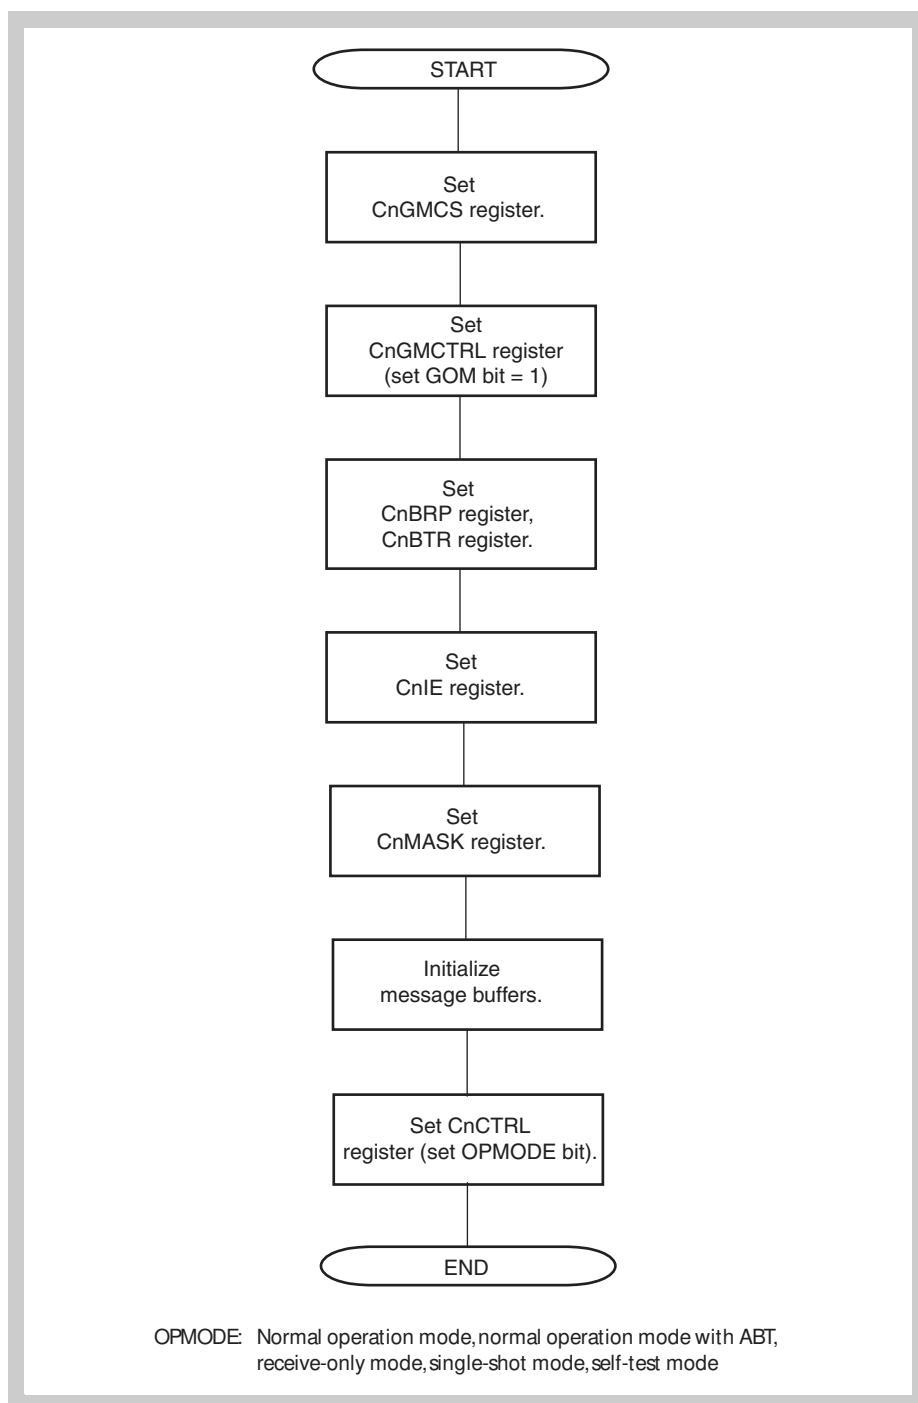 START
Set
CnGMCS register.
Set
CnGMCTRL register
(set GOM bit = 1)
Set
CnBRP register,
CnBTR register.
Set
CnIE register.
Set
CnMASK register.
Initialize
message buffers.
Set CnCTRL
register (set OPMODE bit).
END
OPMODE: Normal operation mode, normal operation mode with ABT,
receive-only mode, single-shot mode, self-test mode